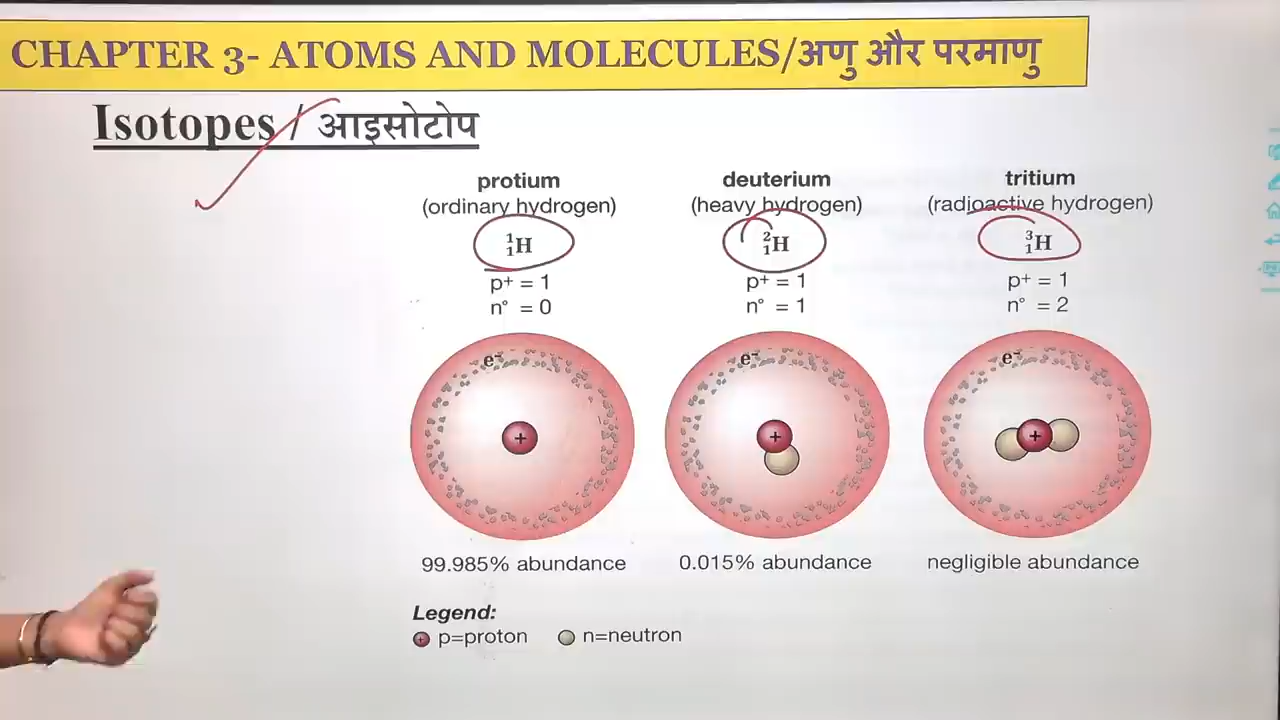 CHAPTER 3- ATOMS AND MOLECULES/अणु और परमाणु
Isotopes / आइसोटोप
protium
(ordinary hydrogen)
¹₁H
p⁺ = 1
n° = 0
e⁻
+
99.985% abundance
deuterium
(heavy hydrogen)
²₁H
p⁺ = 1
n° = 1
e⁻
+
0.015% abundance
tritium
(radioactive hydrogen)
³₁H
p⁺ = 1
n° = 2
e⁻
+
negligible abundance
Legend:
+ p=proton n=neutron